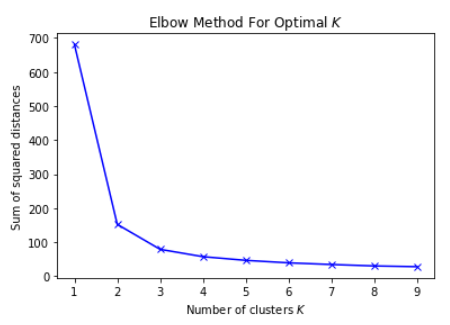 Elbow Method For Optimal K
700
600
500
400
300
200
100
0
Sum of squared distances
1 2 3 4 5 6 7 8 9
Number of clusters K